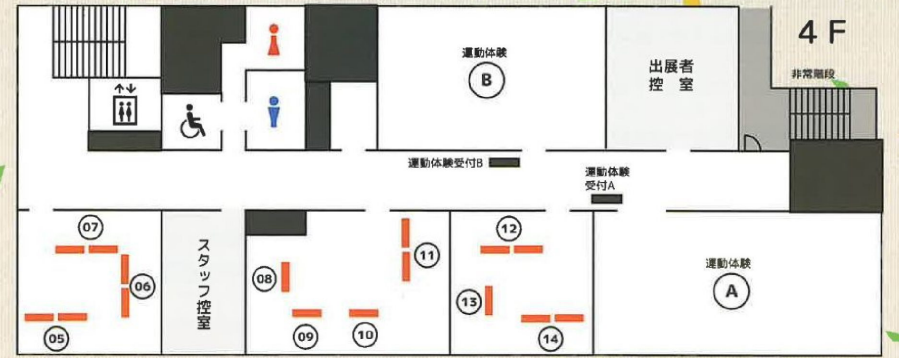 4F
非常階段
運動体験
B
出展者
控室
運動体験受付B
運動体験
受付A
07
06
05
スタッフ控室
08
09
10
11
12
13
14
運動体験
A